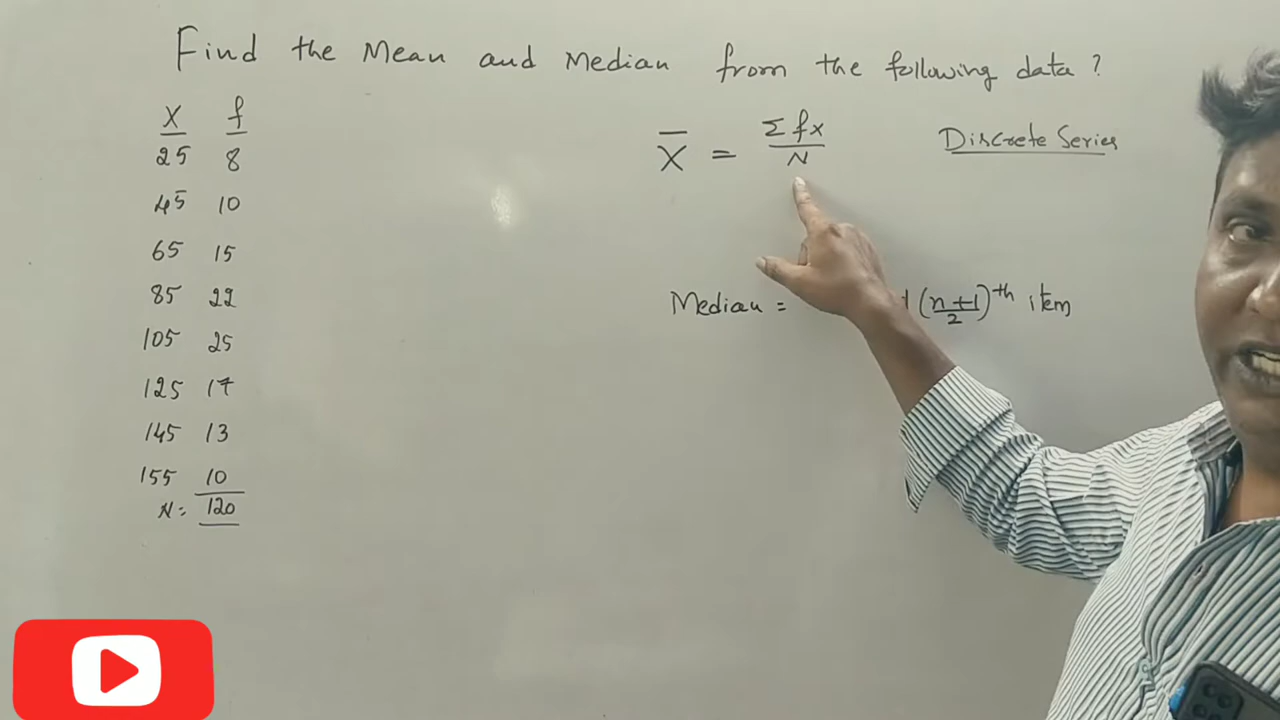 Find the Mean and Median from the following data ?
X f
25 8
45 10
65 15
85 22
105 25
125 17
145 13
155 10
N = 120
X̅ = Σfx / N
Discrete Series
Median = (n+1 / 2)th item